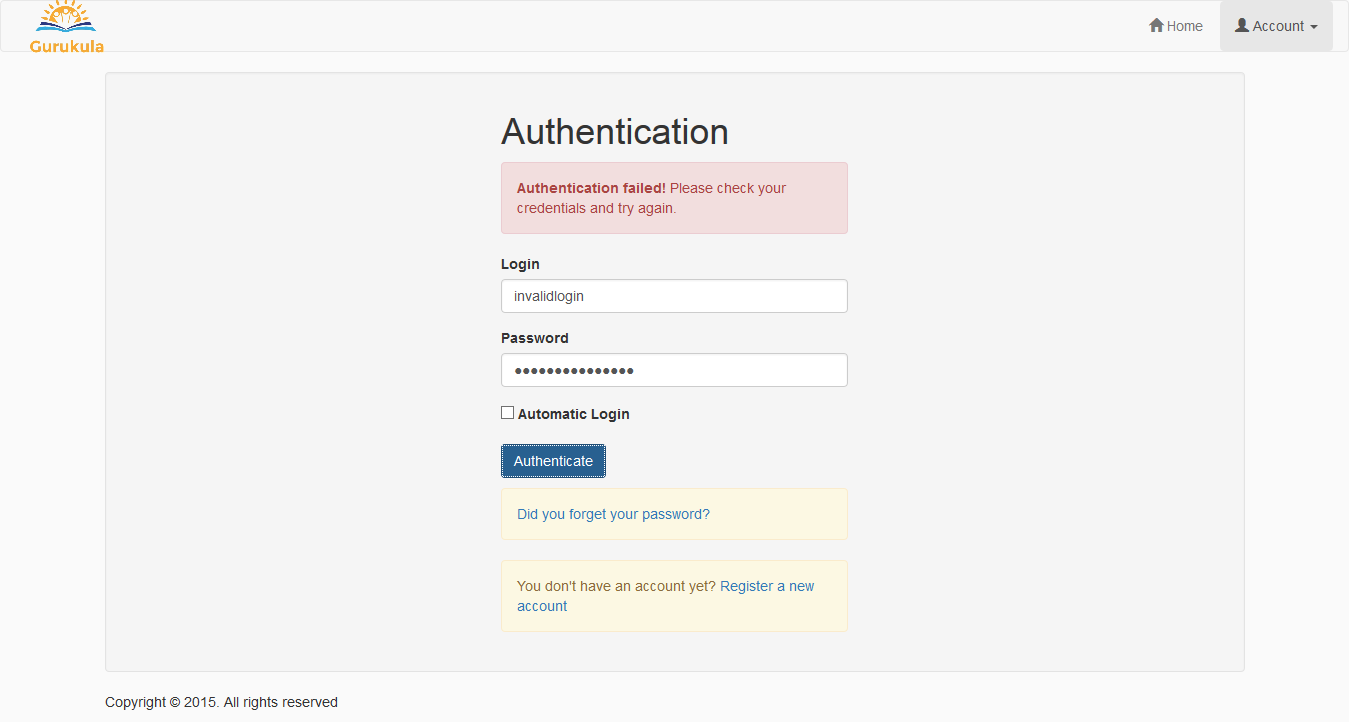 Gurukula
Home
Account
Authentication
Authentication failed! Please check your
credentials and try again.
Login
invalidlogin
Password
●●●●●●●●●●●●●●●
Automatic Login
Authenticate
Did you forget your password?
You don't have an account yet? Register a new
account
Copyright © 2015. All rights reserved